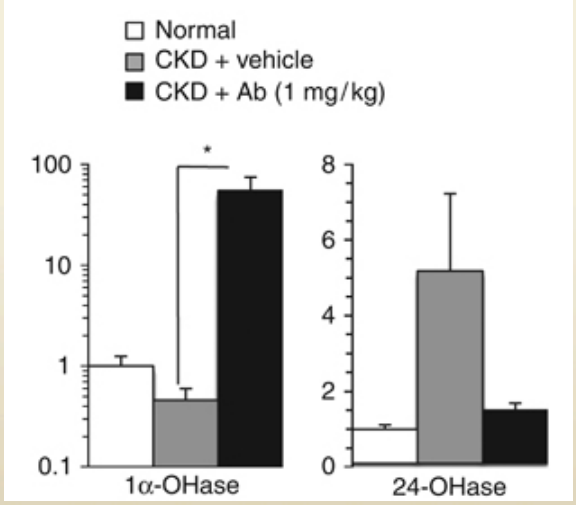 Normal
CKD + vehicle
CKD + Ab (1 mg/kg)
*
100
10
1
0.1
1α-OHase
8
6
4
2
0
24-OHase